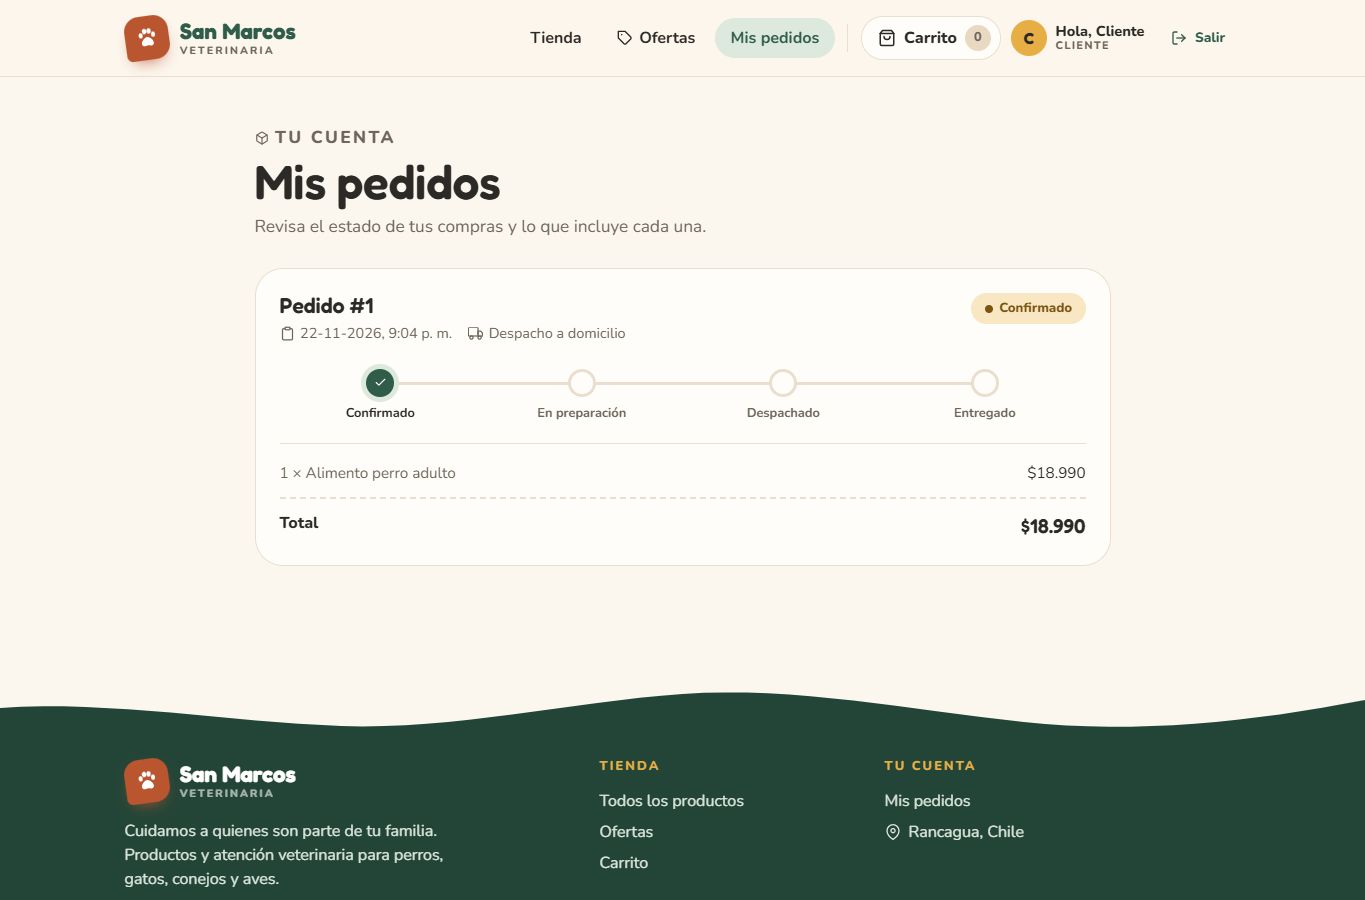 San Marcos
VETERINARIA
Tienda
Ofertas
Mis pedidos
Carrito 0
C
Hola, Cliente
CLIENTE
Salir
TU CUENTA
Mis pedidos
Revisa el estado de tus compras y lo que incluye cada una.
Pedido #1
Confirmado
22-11-2026, 9:04 p. m. Despacho a domicilio
Confirmado En preparación Despachado Entregado
1 × Alimento perro adulto $18.990
Total $18.990
San Marcos
VETERINARIA
Cuidamos a quienes son parte de tu familia.
Productos y atención veterinaria para perros,
gatos, conejos y aves.
TIENDA
Todos los productos
Ofertas
Carrito
TU CUENTA
Mis pedidos
Rancagua, Chile